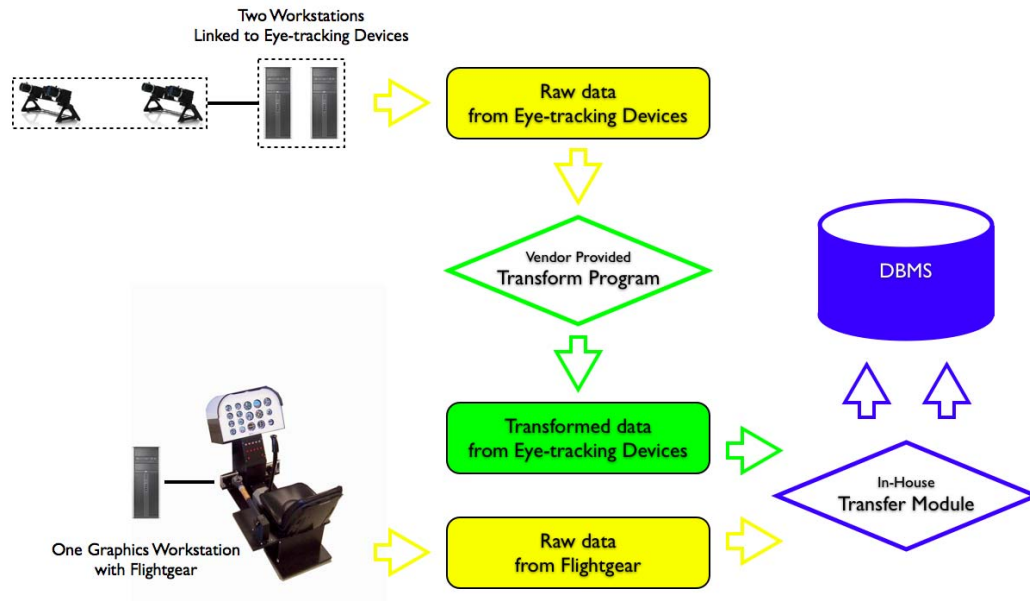 Two Workstations
Linked to Eye-tracking Devices
Raw data
from Eye-tracking Devices
Vendor Provided
Transform Program
DBMS
Transformed data
from Eye-tracking Devices
In-House
Transfer Module
One Graphics Workstation
with Flightgear
Raw data
from Flightgear